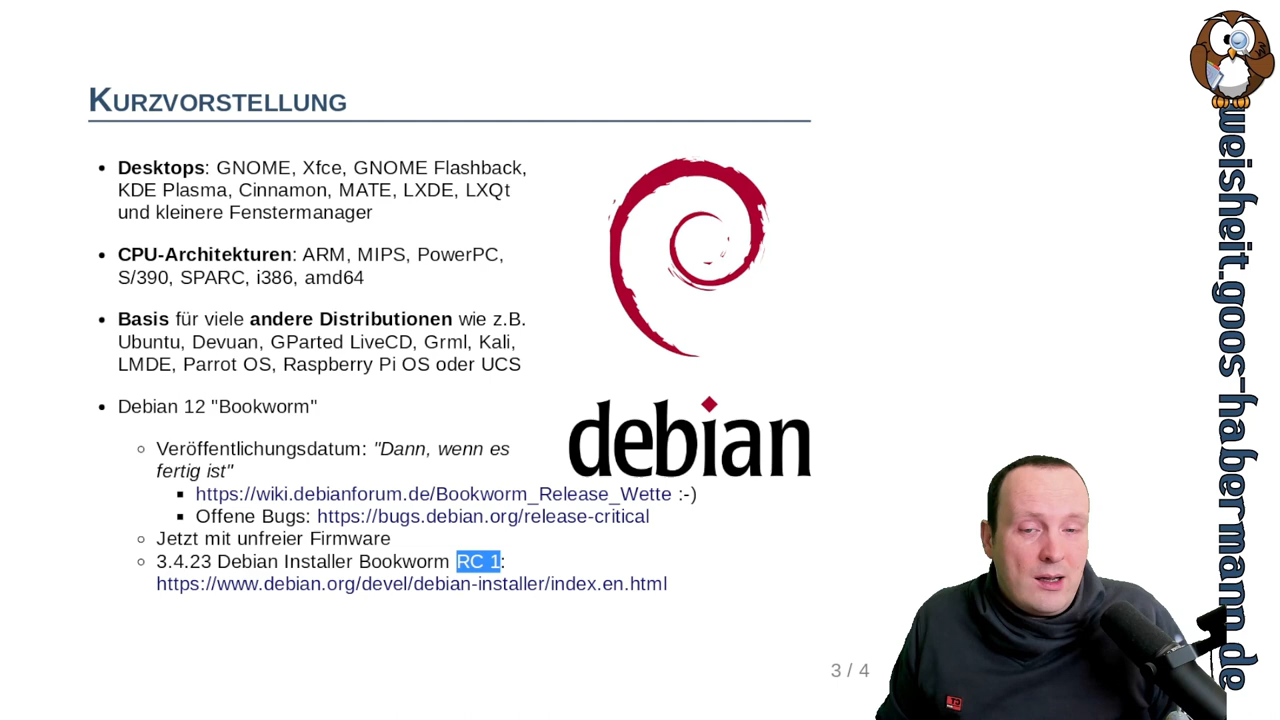 KURZVORSTELLUNG
• Desktops: GNOME, Xfce, GNOME Flashback,
KDE Plasma, Cinnamon, MATE, LXDE, LXQt
und kleinere Fenstermanager
• CPU-Architekturen: ARM, MIPS, PowerPC,
S/390, SPARC, i386, amd64
• Basis für viele andere Distributionen wie z.B.
Ubuntu, Devuan, GParted LiveCD, Grml, Kali,
LMDE, Parrot OS, Raspberry Pi OS oder UCS
• Debian 12 "Bookworm"
◦ Veröffentlichungsdatum: "Dann, wenn es
fertig ist"
▪ https://wiki.debianforum.de/Bookworm_Release_Wette :-)
▪ Offene Bugs: https://bugs.debian.org/release-critical
◦ Jetzt mit unfreier Firmware
◦ 3.4.23 Debian Installer Bookworm RC 1:
https://www.debian.org/devel/debian-installer/index.en.html
debian
3 / 4
weisheit.goos-habermann.de